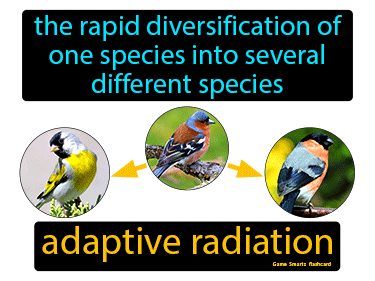 the rapid diversification of
one species into several
different species
adaptive radiation
Game Smartz flashcard